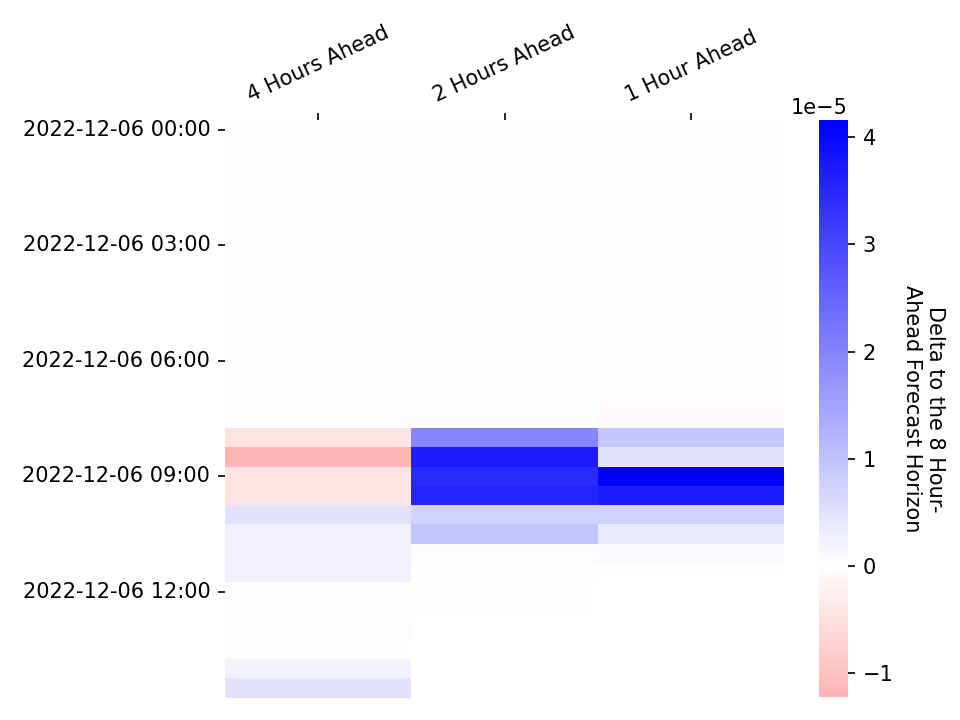 4 Hours Ahead
2 Hours Ahead
1 Hour Ahead
1e−5
2022-12-06 00:00
2022-12-06 03:00
2022-12-06 06:00
2022-12-06 09:00
2022-12-06 12:00
4
3
2
1
0
−1
Delta to the 8 Hour-
Ahead Forecast Horizon